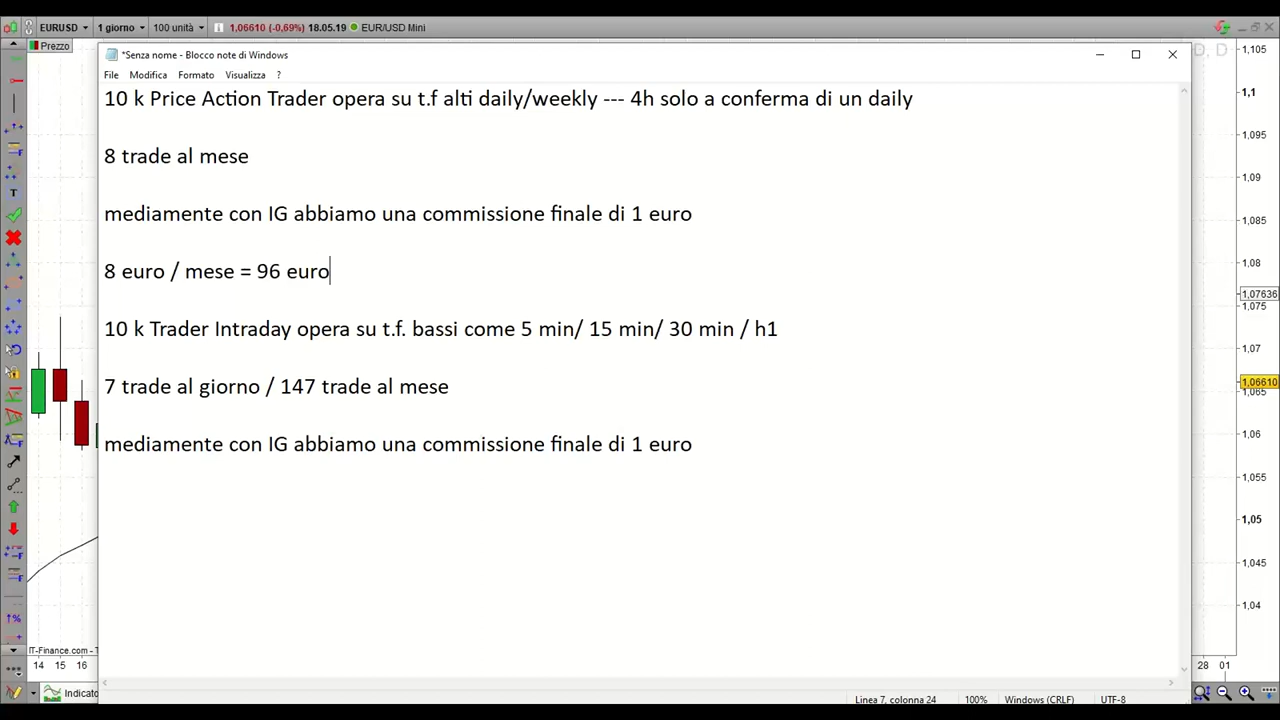 EURUSD 1 giorno 100 unità 1,06610 (-0,69%) 18.05.19 EUR/USD Mini
Prezzo
*Senza nome - Blocco note di Windows
File Modifica Formato Visualizza ?
10 k Price Action Trader opera su t.f alti daily/weekly --- 4h solo a conferma di un daily
8 trade al mese
mediamente con IG abbiamo una commissione finale di 1 euro
8 euro / mese = 96 euro
10 k Trader Intraday opera su t.f. bassi come 5 min/ 15 min/ 30 min / h1
7 trade al giorno / 147 trade al mese
mediamente con IG abbiamo una commissione finale di 1 euro
1,105
1,1
1,095
1,09
1,085
1,08
1,07636
1,075
1,07
1,06610
1,065
1,06
1,055
1,05
1,045
1,04
IT-Finance.com
14 15 16 28 01
Indicato
Linea 7, colonna 24 100% Windows (CRLF) UTF-8